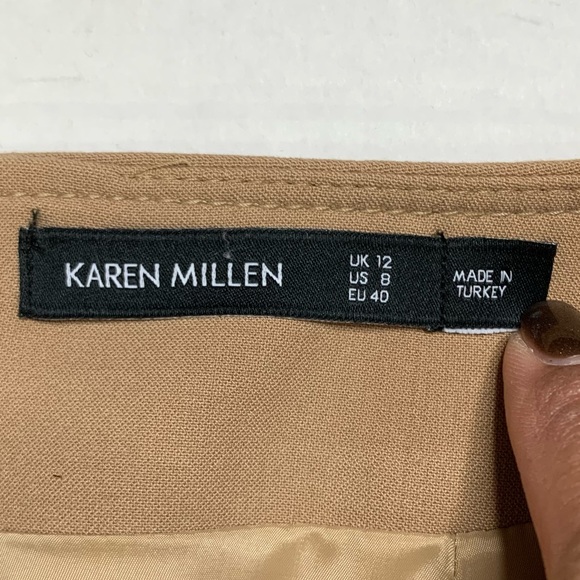 KAREN MILLEN
UK 12
US 8
EU 40
MADE IN
TURKEY